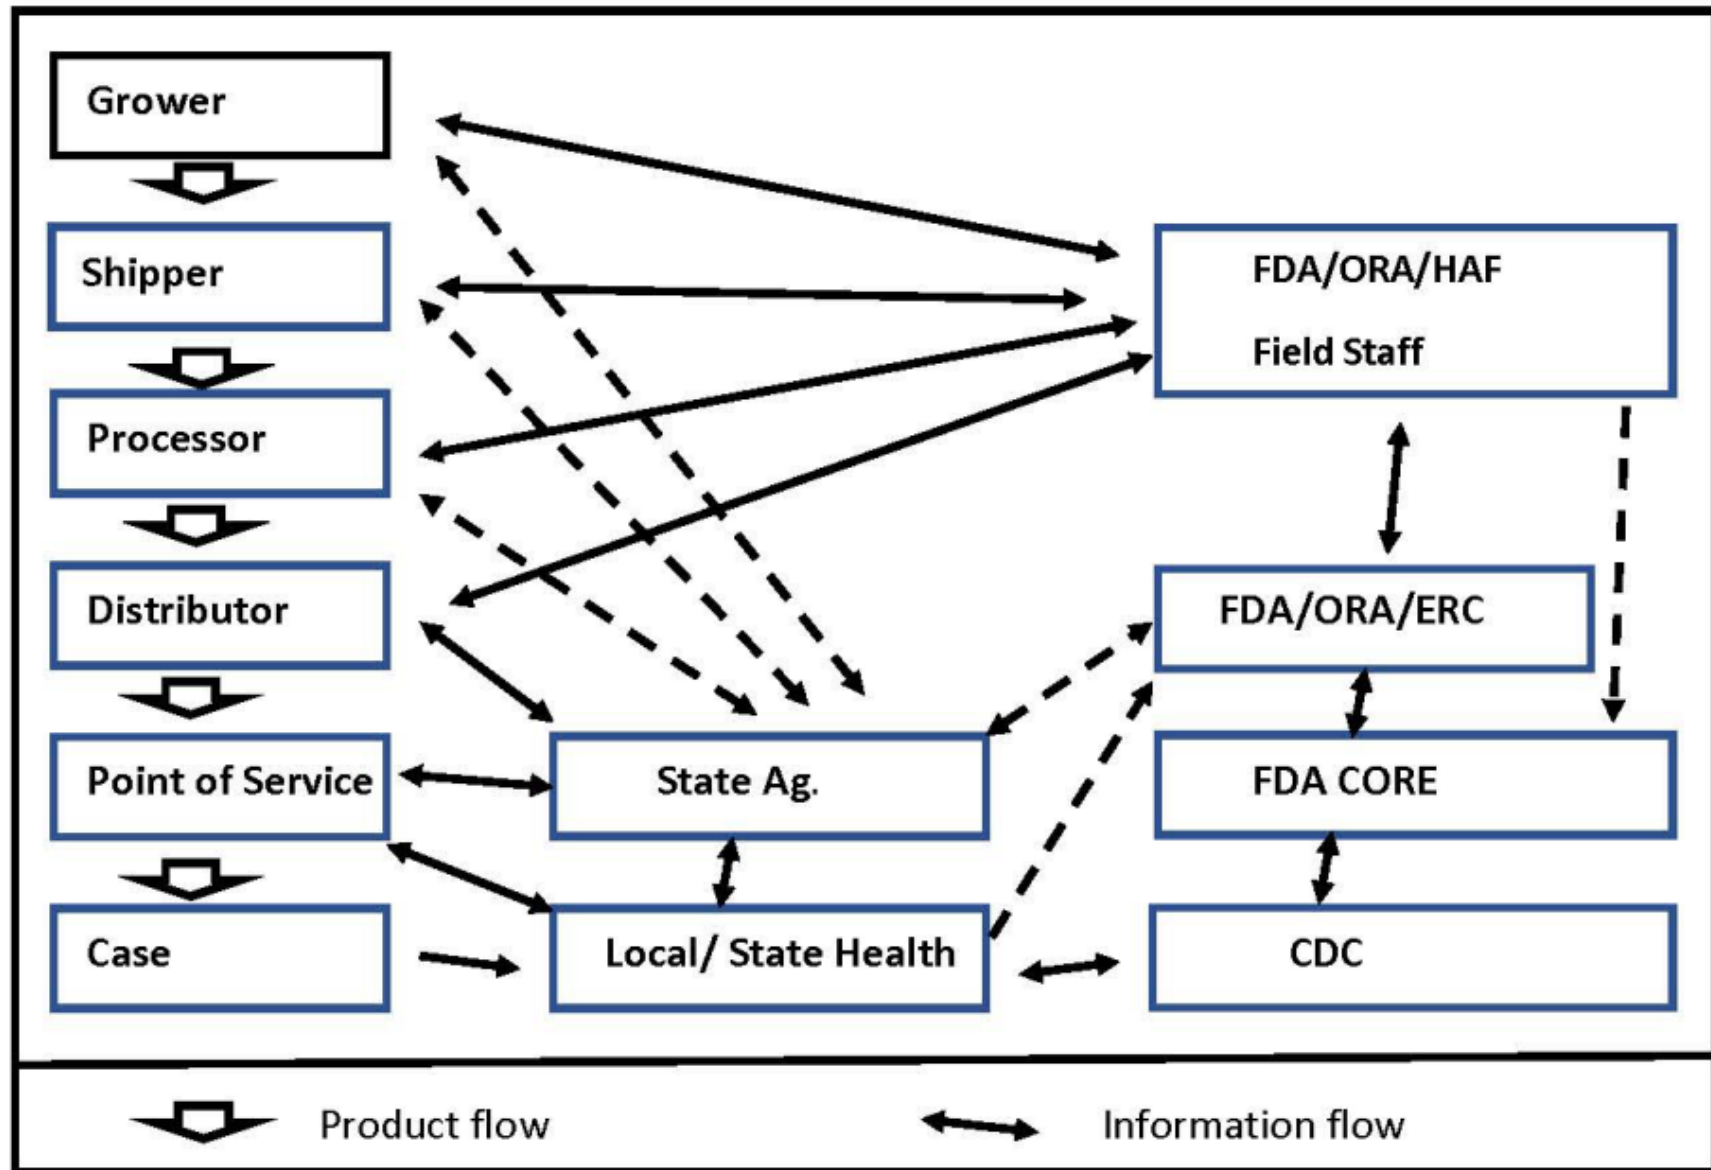 Grower
Shipper
Processor
Distributor
Point of Service
Case
State Ag.
Local/ State Health
FDA/ORA/HAF
Field Staff
FDA/ORA/ERC
FDA CORE
CDC
Product flow
Information flow